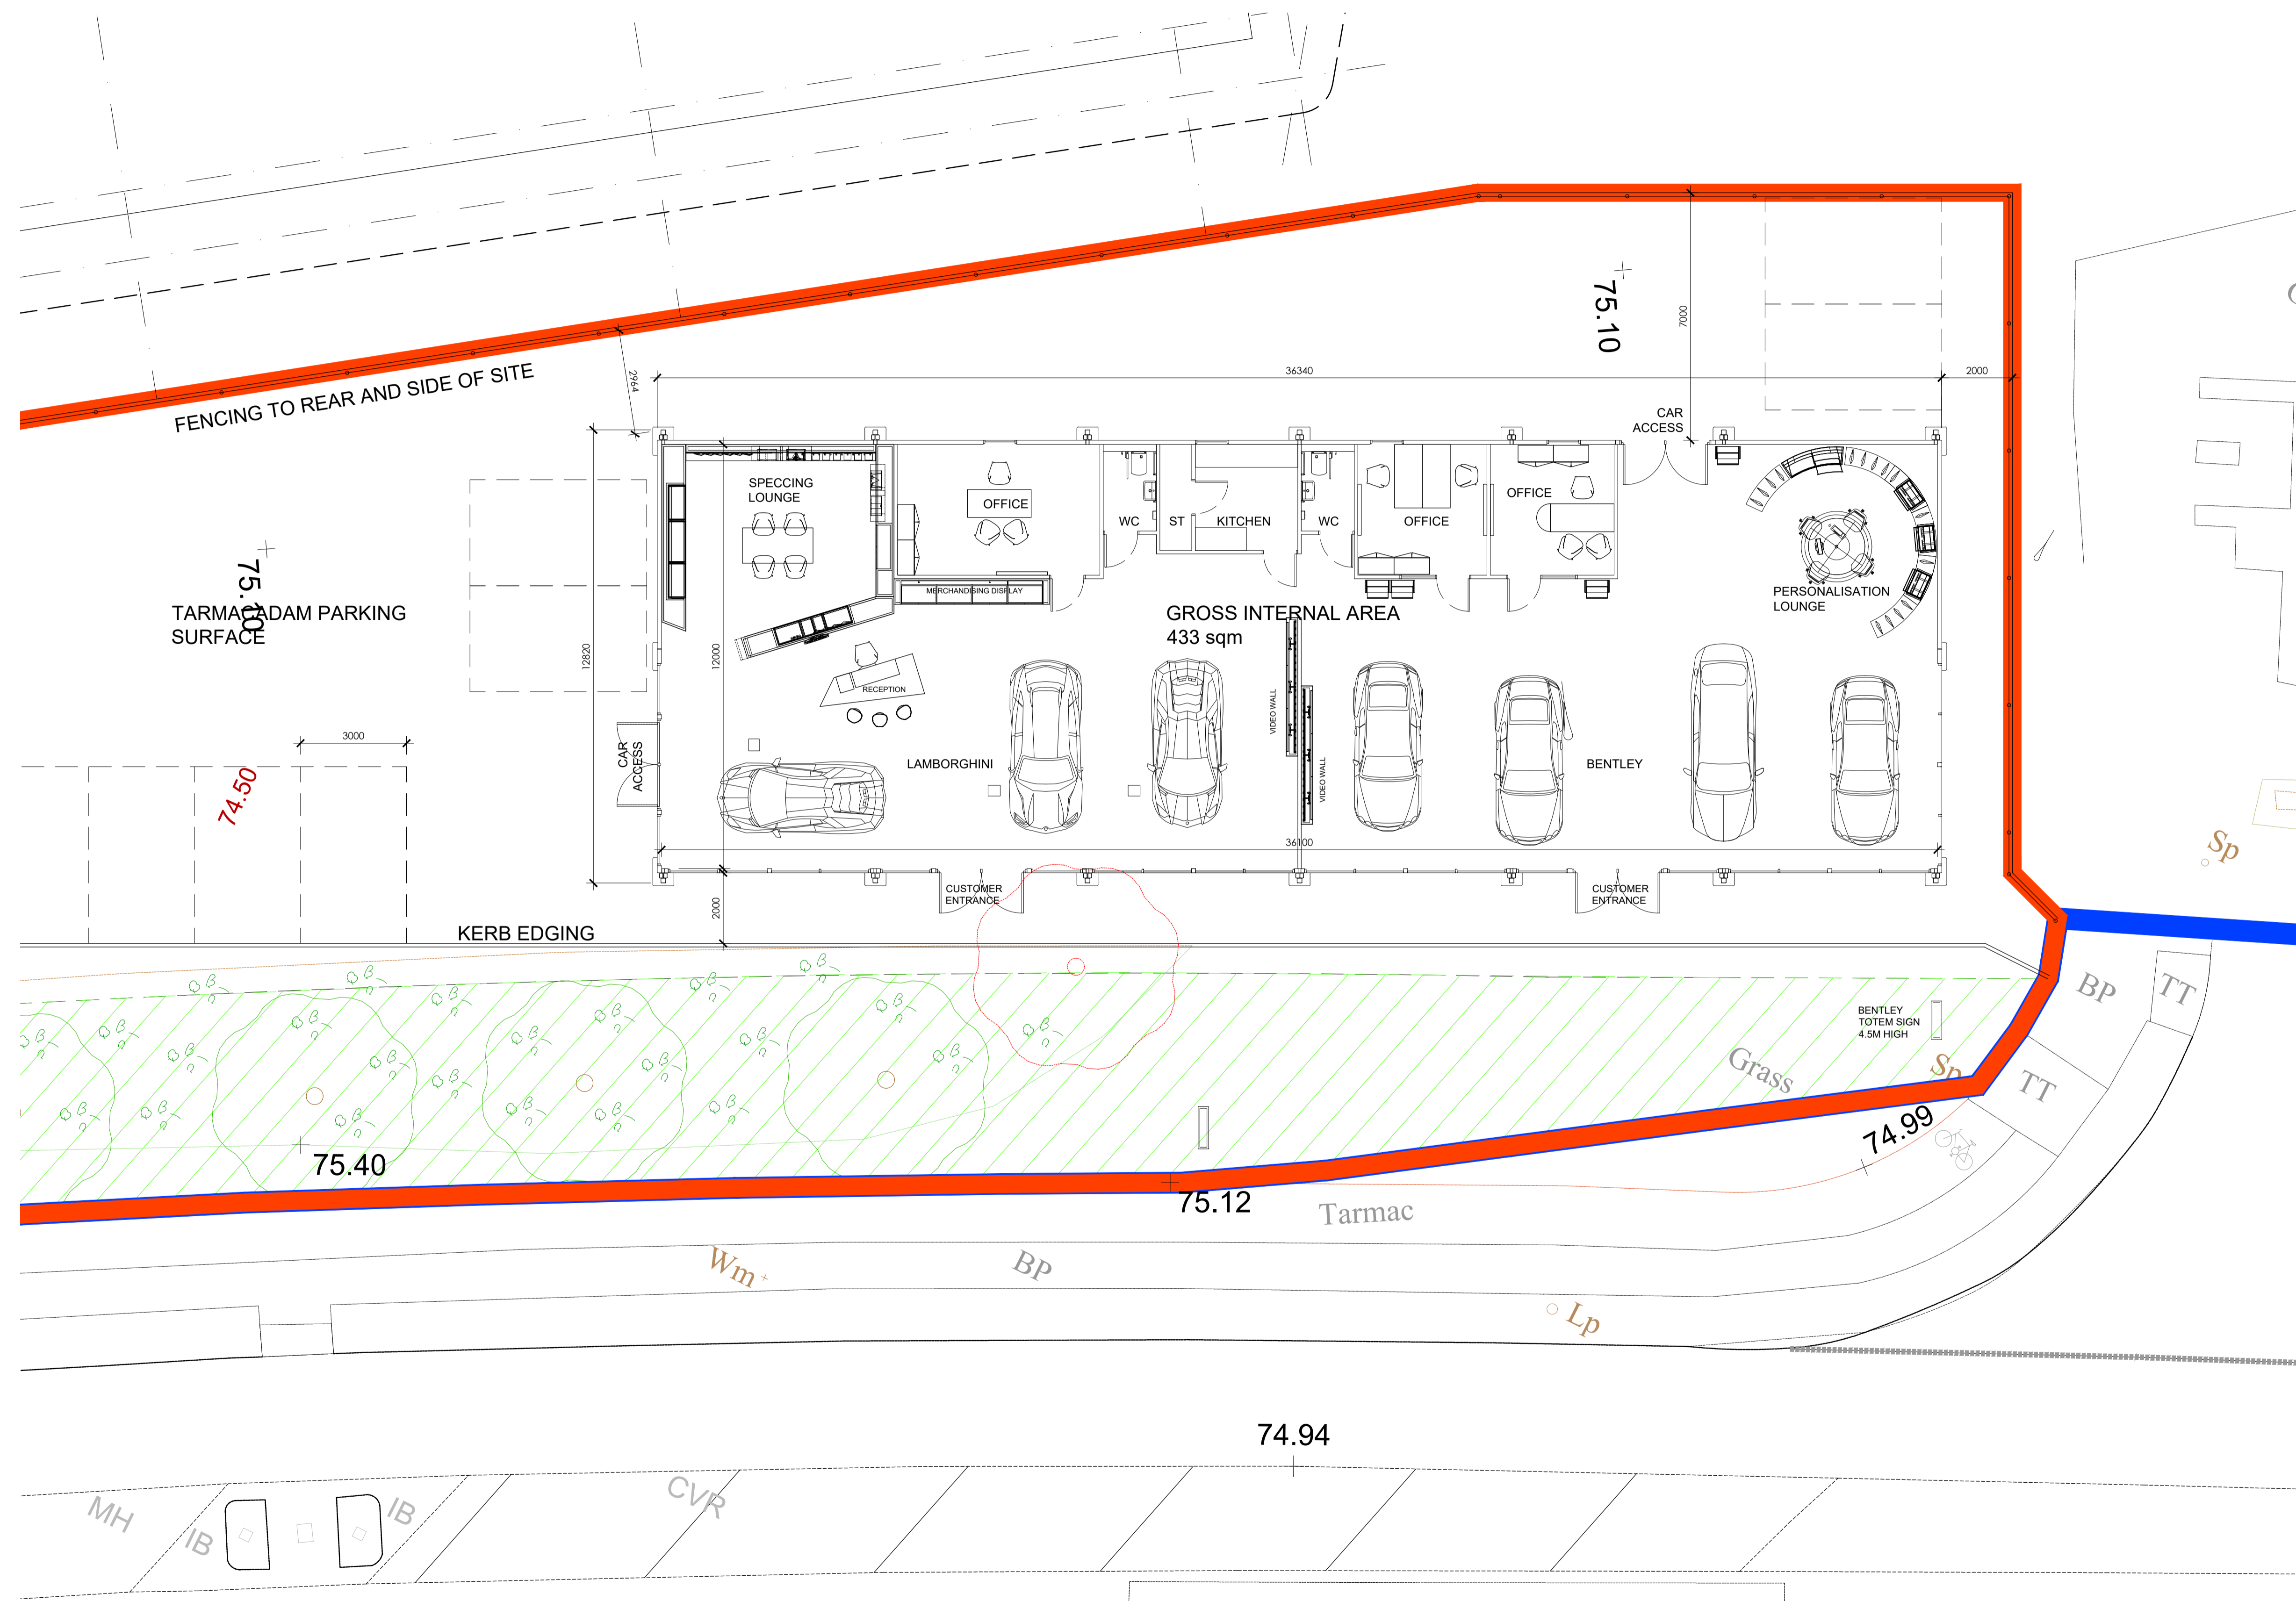 75.10
7000
36340
2000
2964
FENCING TO REAR AND SIDE OF SITE
CAR
ACCESS
SPECCING
LOUNGE
OFFICE
WC
ST
KITCHEN
WC
OFFICE
OFFICE
MERCHANDISING DISPLAY
PERSONALISATION
LOUNGE
75.10
TARMACADAM PARKING
SURFACE
GROSS INTERNAL AREA
433 sqm
12820
12000
RECEPTION
VIDEO WALL
VIDEO WALL
3000
74.50
CAR
ACCESS
LAMBORGHINI
BENTLEY
36100
CUSTOMER
ENTRANCE
CUSTOMER
ENTRANCE
2000
KERB EDGING
Sp
BP
TT
BENTLEY
TOTEM SIGN
4.5M HIGH
Grass
Sp
TT
74.99
75.40
75.12
Tarmac
Wm
BP
Lp
74.94
MH
IB
IB
CVR